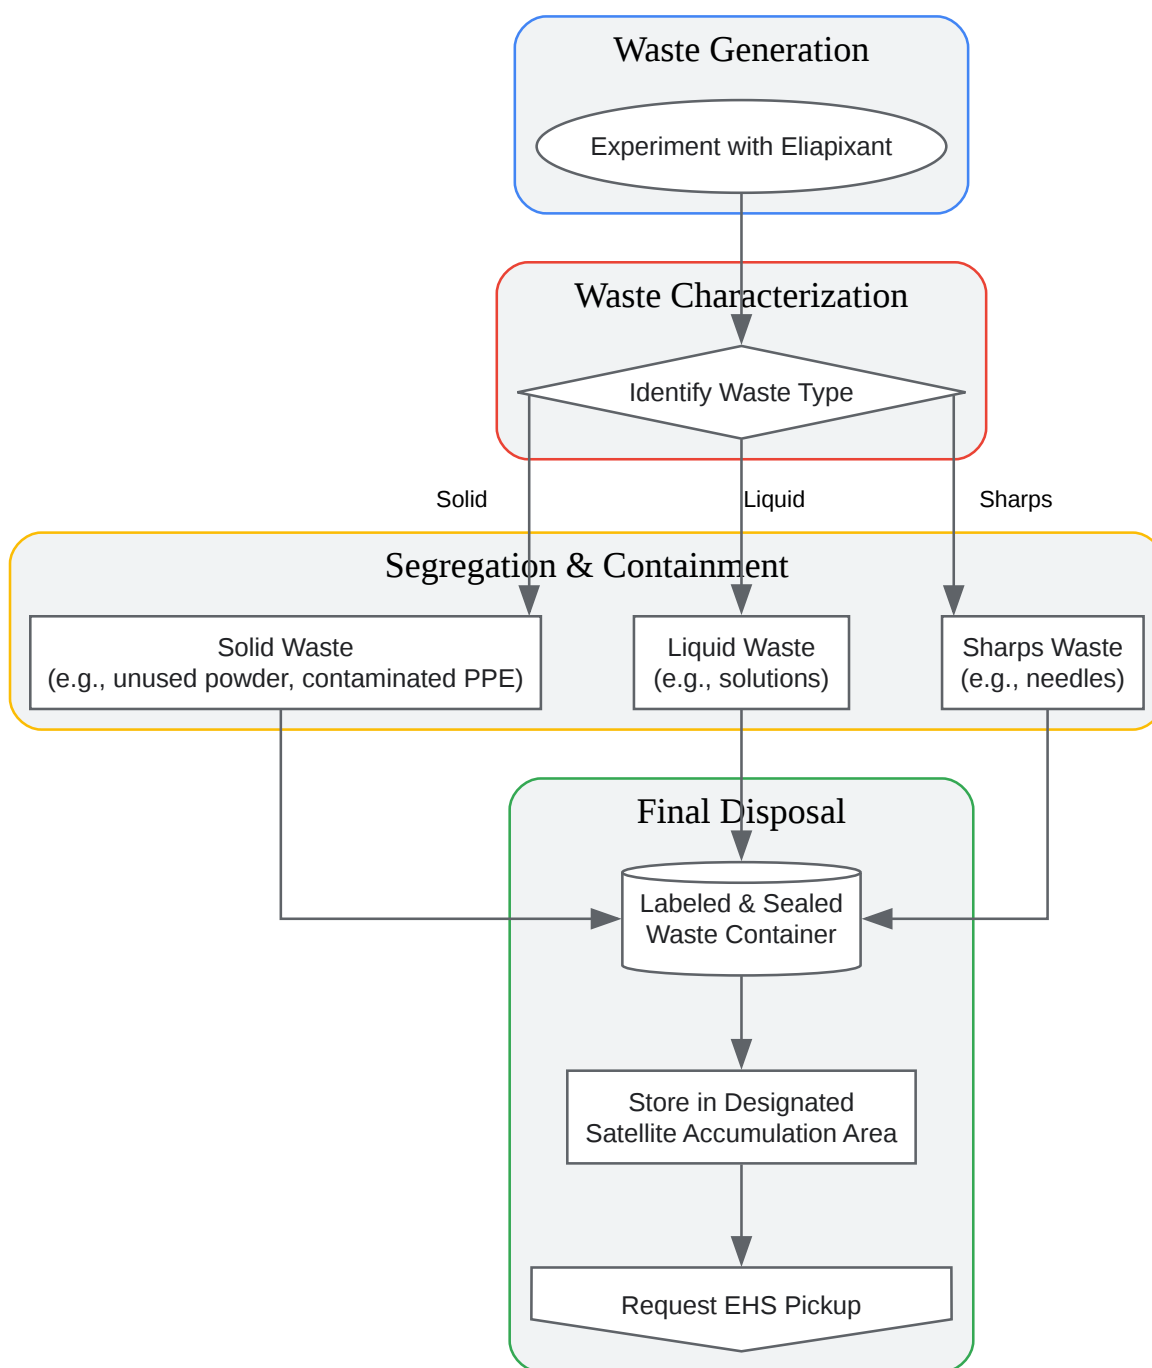 Waste Generation
Experiment with Eliapixant
Waste Characterization
Identify Waste Type
Solid
Liquid
Sharps
Segregation & Containment
Solid Waste
(e.g., unused powder, contaminated PPE)
Liquid Waste
(e.g., solutions)
Sharps Waste
(e.g., needles)
Final Disposal
Labeled & Sealed
Waste Container
Store in Designated
Satellite Accumulation Area
Request EHS Pickup